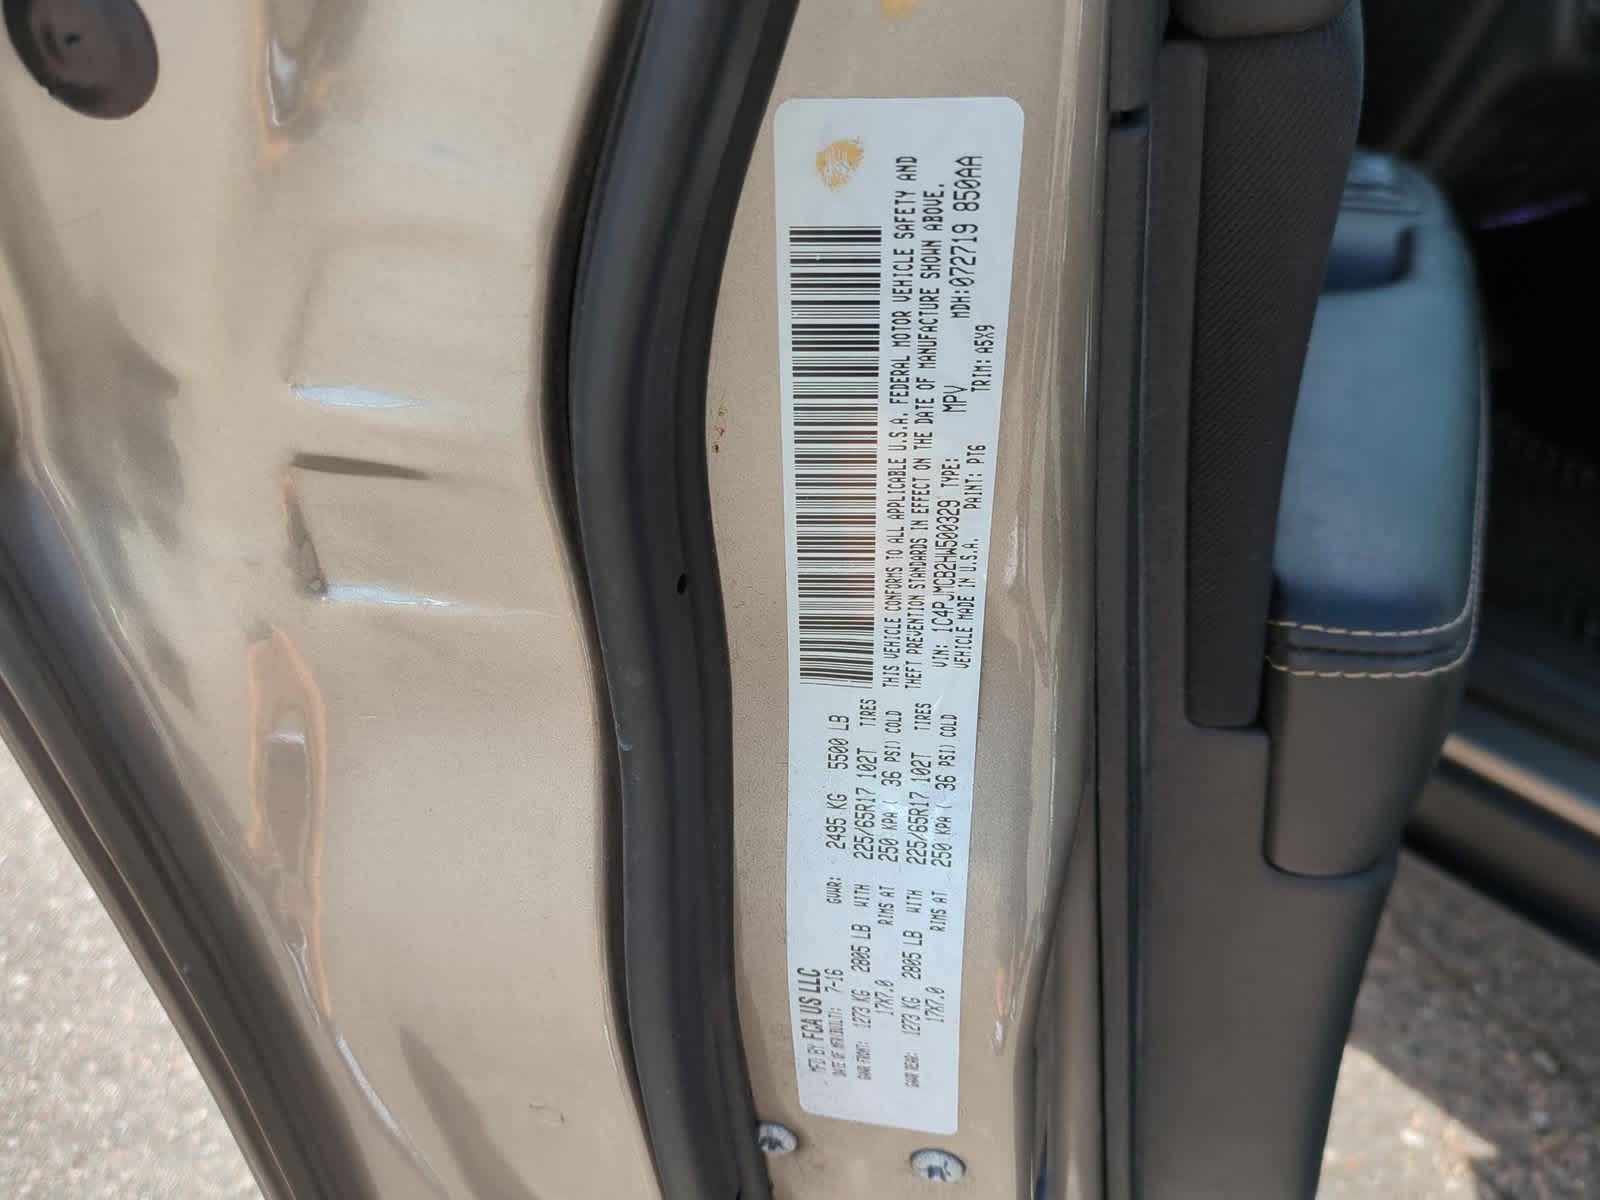 MFD BY FCA US LLC
DATE OF MFR(BUILT): 7-16 GVWR: 2495 KG 5500 LB
GAWR FRONT: 1273 KG 2805 LB WITH 225/65R17 102T TIRES
17X7.0 RIMS AT 250 KPA ( 36 PSI) COLD
GAWR REAR: 1273 KG 2805 LB WITH 225/65R17 102T TIRES
17X7.0 RIMS AT 250 KPA ( 36 PSI) COLD
THIS VEHICLE CONFORMS TO ALL APPLICABLE U.S.A. FEDERAL MOTOR VEHICLE SAFETY AND
THEFT PREVENTION STANDARDS IN EFFECT ON THE DATE OF MANUFACTURE SHOWN ABOVE.
VIN: 1C4PJMCB2HW500329 TYPE: MPV MDH:072719 850AA
VEHICLE MADE IN U.S.A. PAINT: PTG TRIM: A5X9